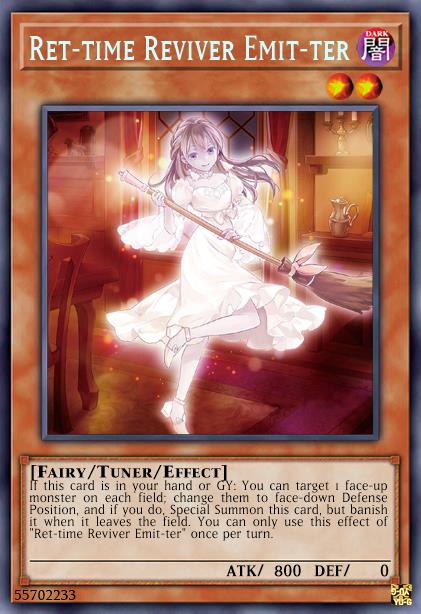 RET-TIME REVIVER EMIT-TER
DARK
闇
[FAIRY/TUNER/EFFECT]
If this card is in your hand or GY: You can target 1 face-up
monster on each field; change them to face-down Defense
Position, and if you do, Special Summon this card, but banish
it when it leaves the field. You can only use this effect of
"Ret-time Reviver Emit-ter" once per turn.
ATK/ 800 DEF/ 0
55702233